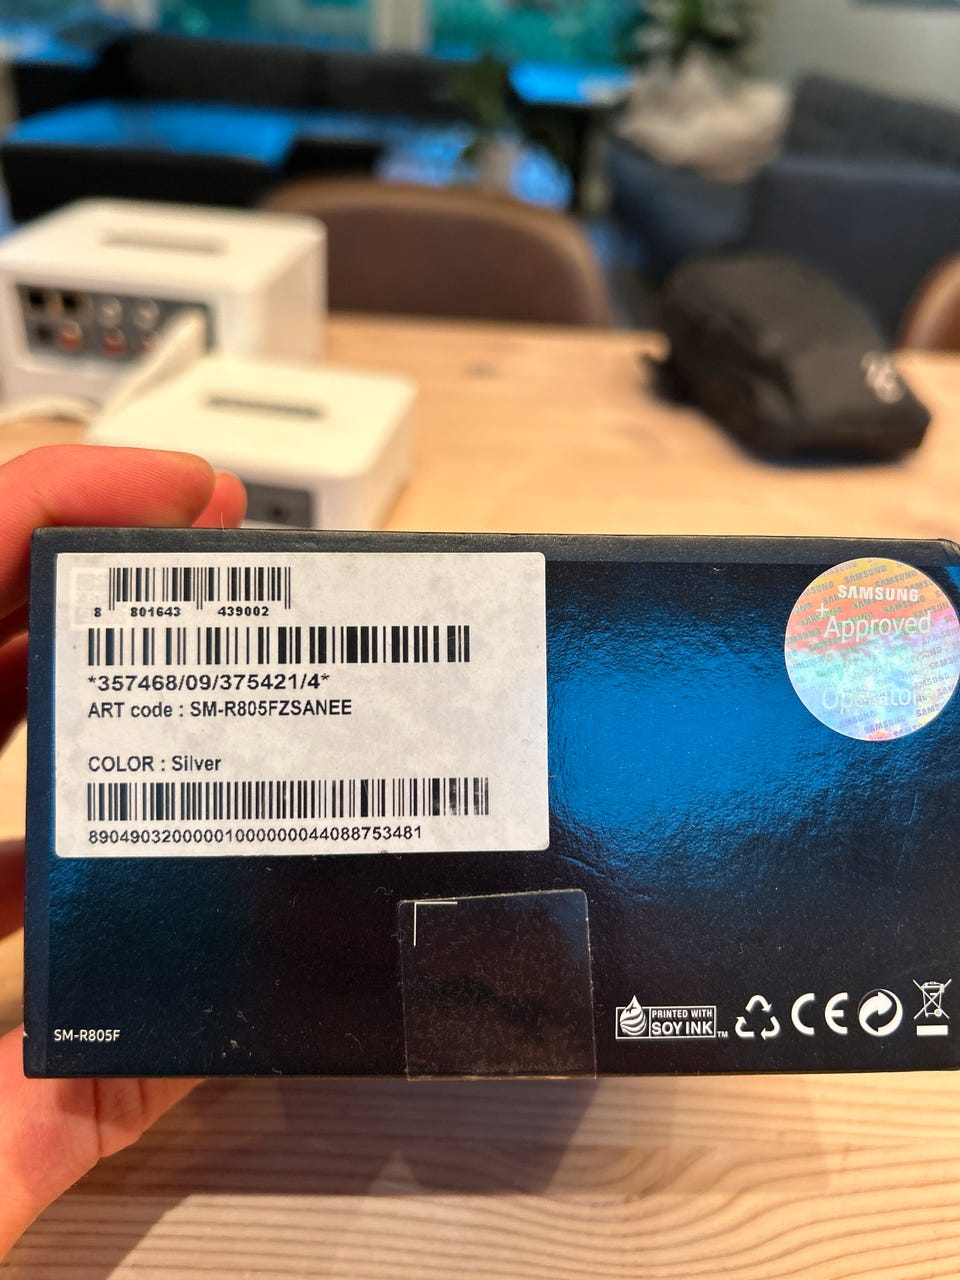 8 801643 439002
*357468/09/375421/4*
ART code : SM-R805FZSANEE
COLOR : Silver
89049032000001000000044088753481
SAMSUNG
Approved
SM-R805F
PRINTED WITH
SOY INK™
CE